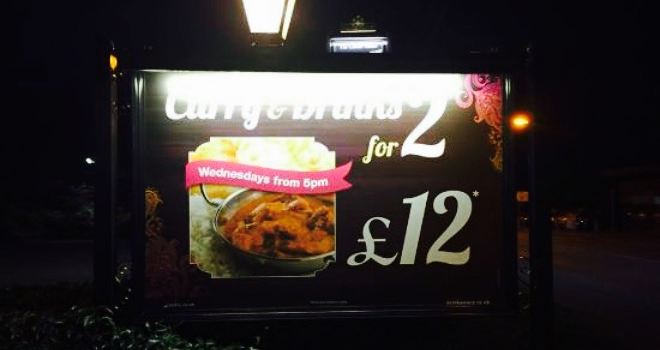 Curry & Drinks
for 2
Wednesdays from 5pm
£12*